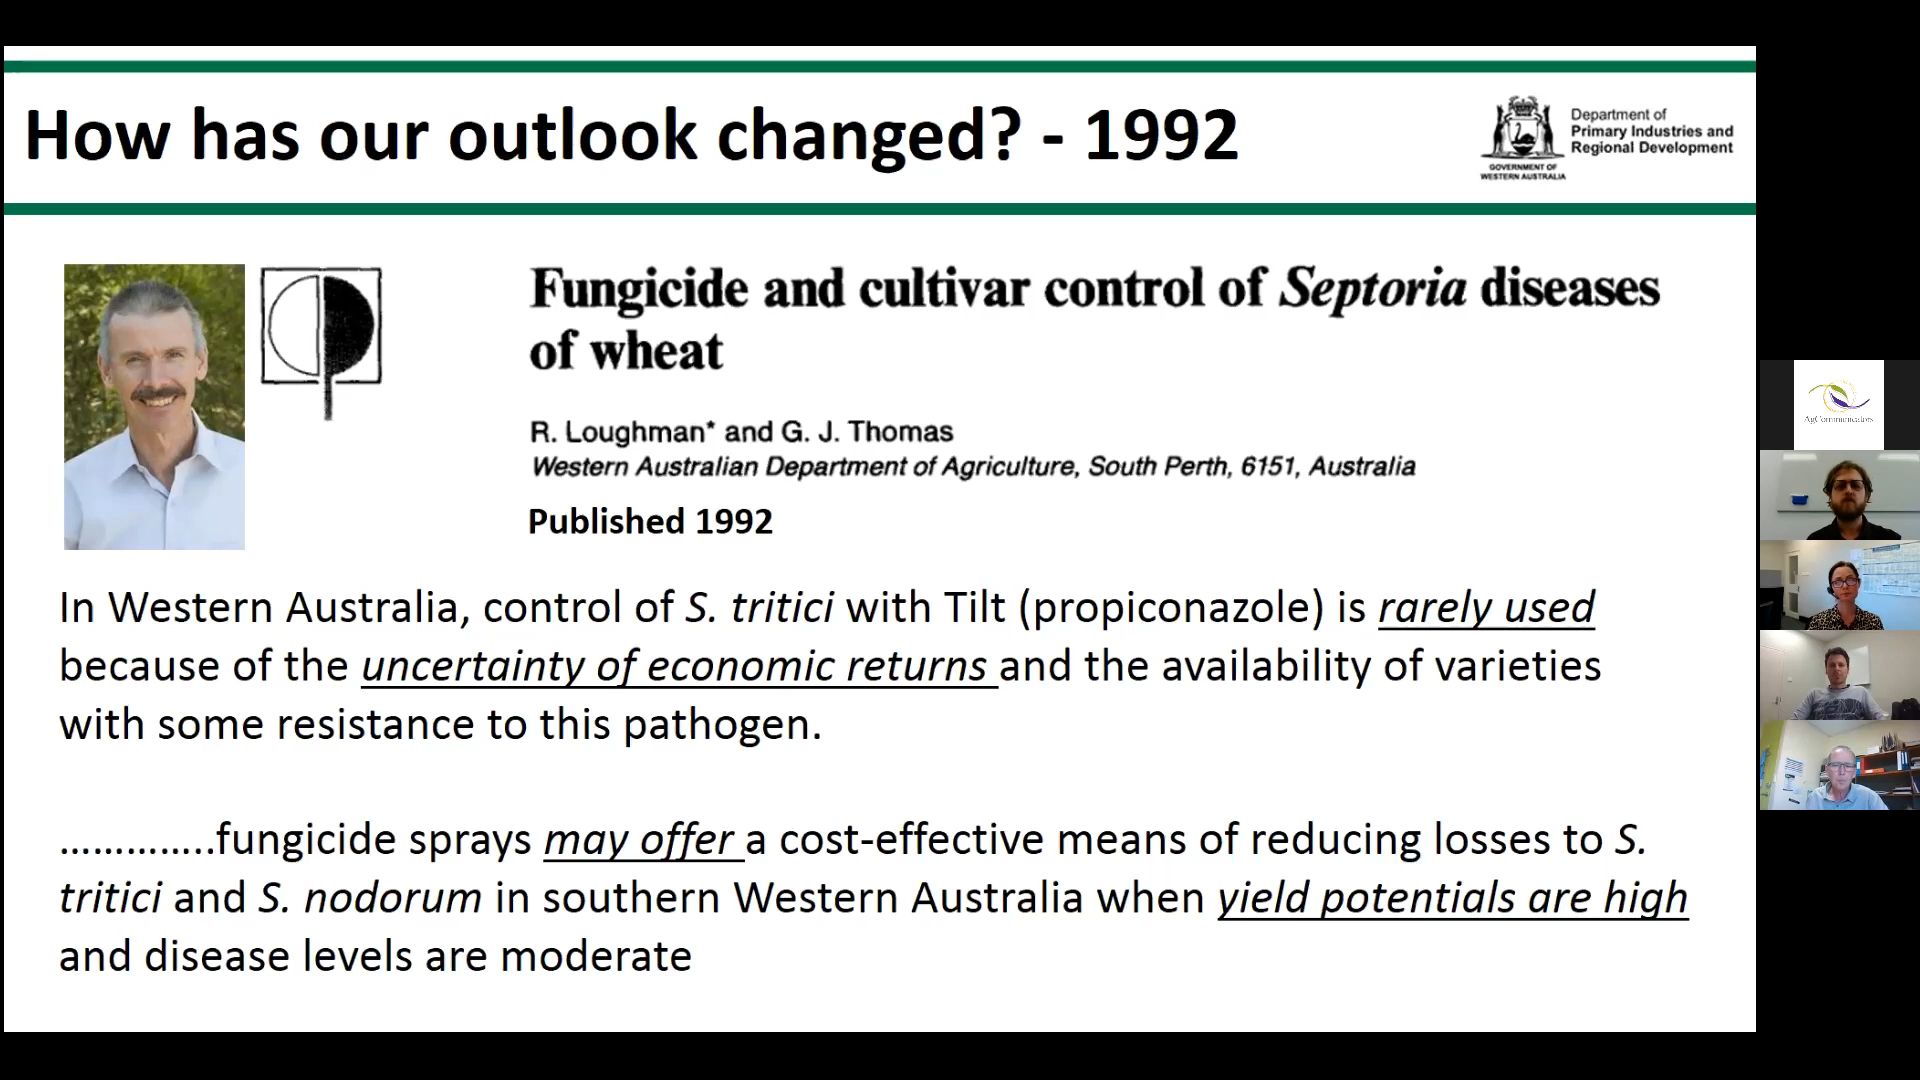 How has our outlook changed? - 1992
GOVERNMENT OF
WESTERN AUSTRALIA
Department of
Primary Industries and
Regional Development
Fungicide and cultivar control of Septoria diseases
of wheat
R. Loughman* and G. J. Thomas
Western Australian Department of Agriculture, South Perth, 6151, Australia
Published 1992
In Western Australia, control of S. tritici with Tilt (propiconazole) is rarely used
because of the uncertainty of economic returns and the availability of varieties
with some resistance to this pathogen.
…………..fungicide sprays may offer a cost-effective means of reducing losses to S.
tritici and S. nodorum in southern Western Australia when yield potentials are high
and disease levels are moderate
AgCommunicators